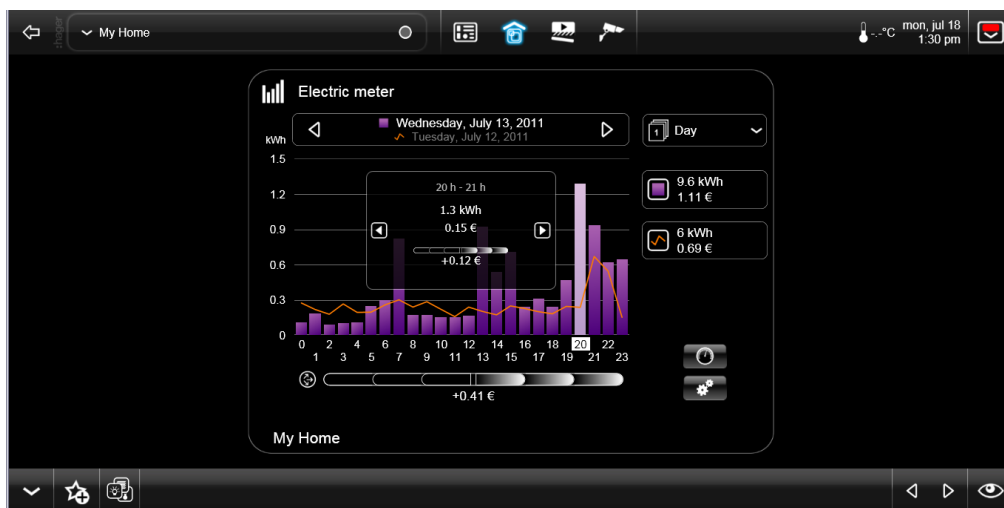 :hager
My Home
-.-°C
mon, jul 18
1:30 pm
Electric meter
Wednesday, July 13, 2011
Tuesday, July 12, 2011
1 Day
kWh
1.5
1.2
0.9
0.6
0.3
0
20 h - 21 h
1.3 kWh
0.15 €
+0.12 €
9.6 kWh
1.11 €
6 kWh
0.69 €
0 2 4 6 8 10 12 14 16 18 20 22
1 3 5 7 9 11 13 15 17 19 21 23
+0.41 €
My Home